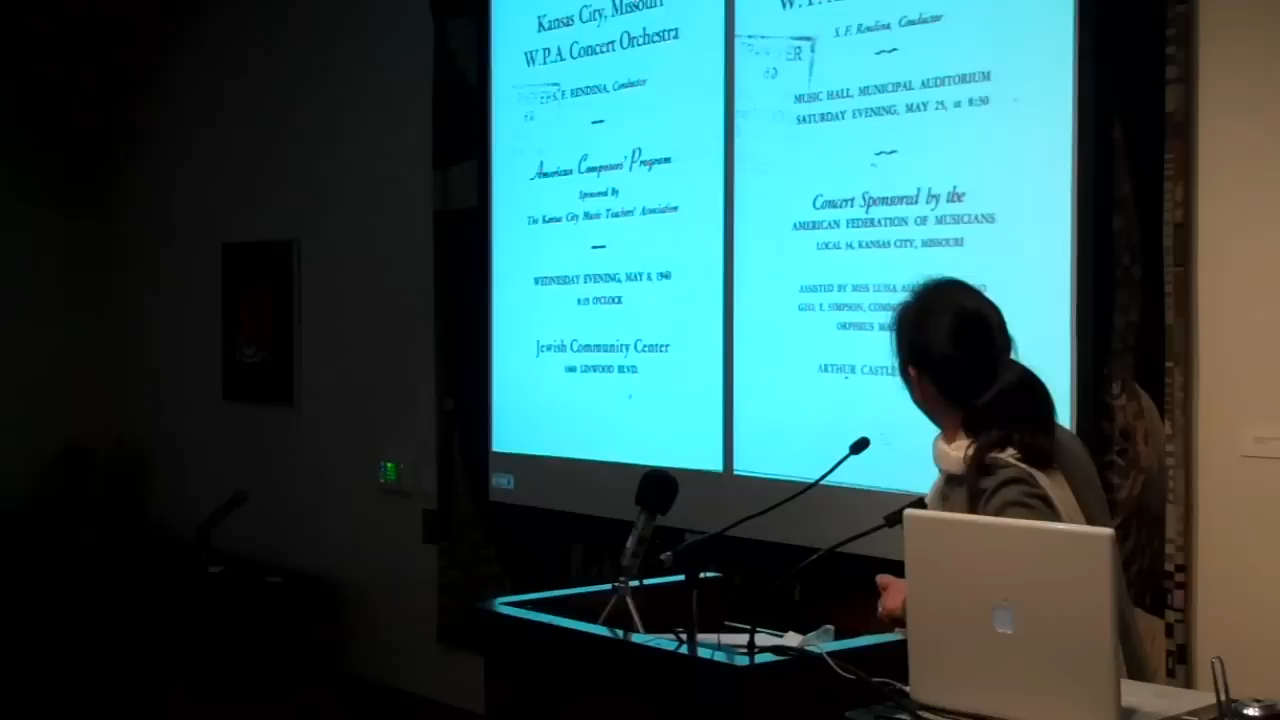 Kansas City, Missouri
W.P.A. Concert Orchestra
S. F. RENDINA, Conductor
American Composers' Program
Sponsored By
The Kansas City Music Teachers' Association
WEDNESDAY EVENING, MAY 8, 1940
8:15 O'CLOCK
Jewish Community Center
1600 LINWOOD BLVD.
S. F. Rendina, Conductor
MUSIC HALL, MUNICIPAL AUDITORIUM
SATURDAY EVENING, MAY 25, at 8:30
Concert Sponsored by the
AMERICAN FEDERATION OF MUSICIANS
LOCAL 34, KANSAS CITY, MISSOURI
ASSISTED BY MISS LUISA
GEO. E. SIMPSON,
ORPHEUS
ARTHUR